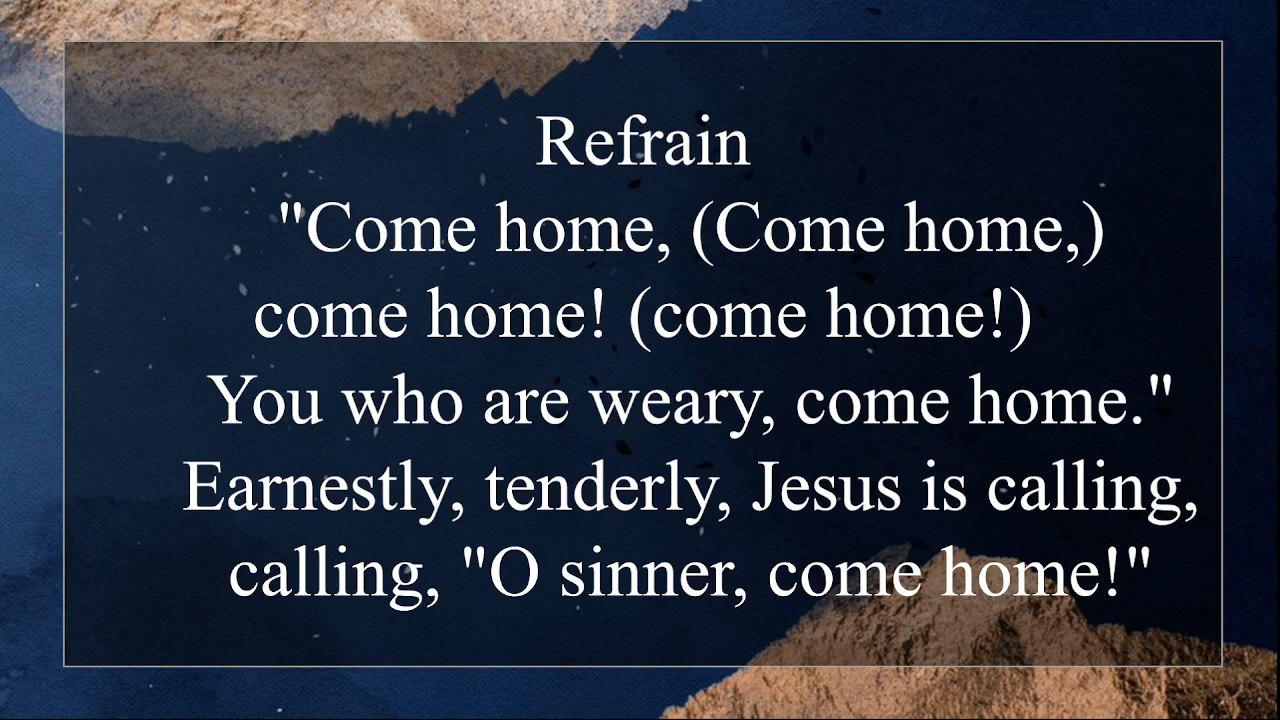 Refrain
"Come home, (Come home,)
come home! (come home!)
You who are weary, come home."
Earnestly, tenderly, Jesus is calling,
calling, "O sinner, come home!"